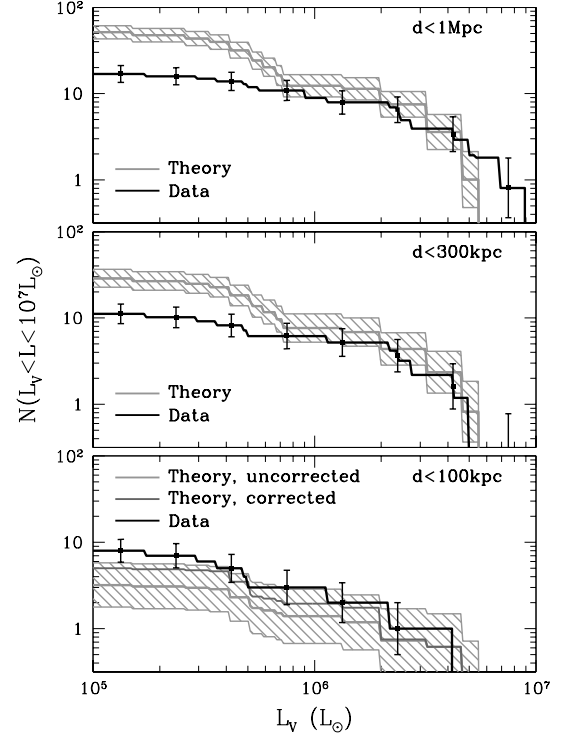 10²
d<1Mpc
10
1
Theory
Data
10²
d<300kpc
10
1
Theory
Data
N(L_V<L<10⁷L_⊙)
10²
Theory, uncorrected
d<100kpc
Theory, corrected
Data
10
1
10⁵
10⁶
10⁷
L_V (L_⊙)